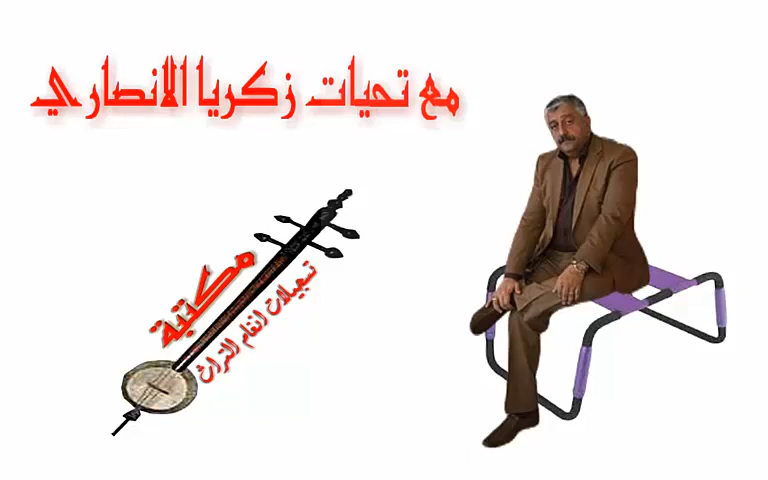 مع تحيات زكريا الانصاري
مكتبة
تسجيلات انغام التراث